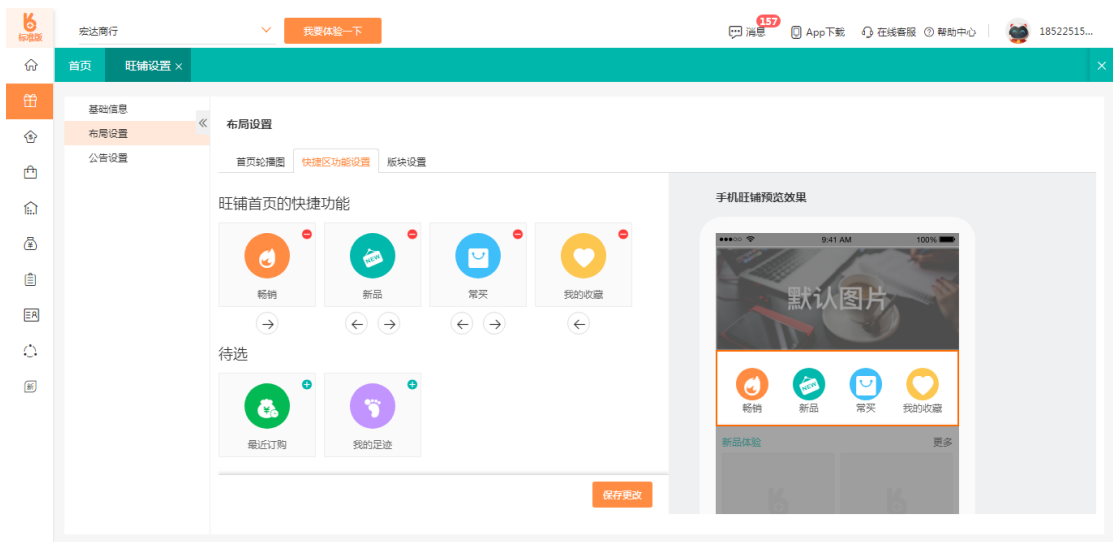 标准版
宏达商行
我要体验一下
消息
157
App下载
在线客服
帮助中心
18522515...
首页
旺铺设置 ×
基础信息
布局设置
公告设置
布局设置
首页轮播图 快捷区功能设置 版块设置
旺铺首页的快捷功能
畅销 新品 常买 我的收藏
NEW
待选
最近订购 我的足迹
保存更改
手机旺铺预览效果
9:41 AM 100%
默认图片
NEW
畅销 新品 常买 我的收藏
新品体验 更多